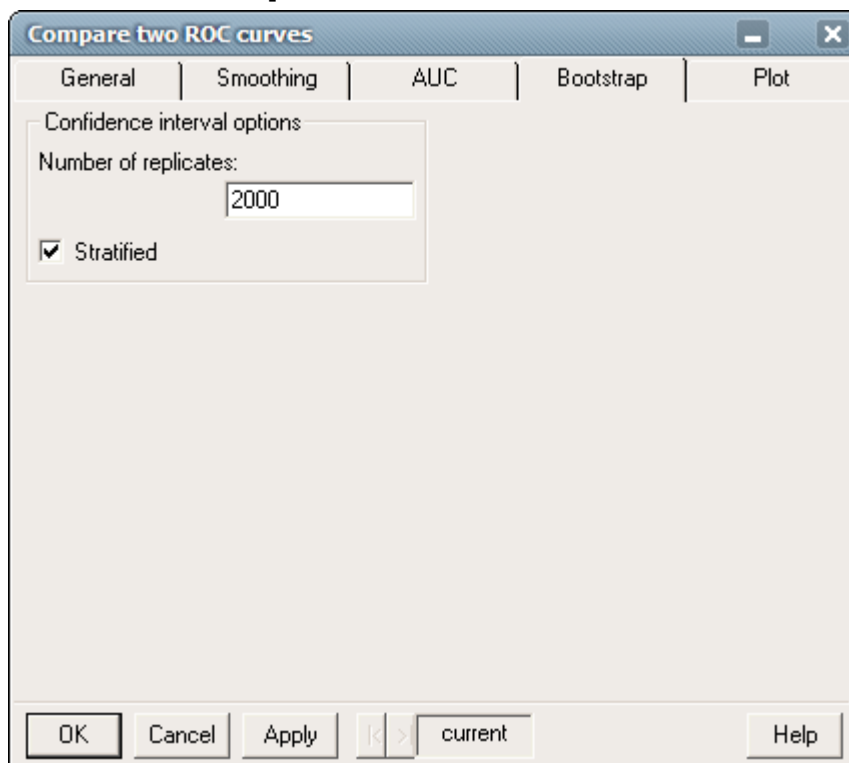 Compare two ROC curves
General Smoothing AUC Bootstrap Plot
Confidence interval options
Number of replicates:
2000
Stratified
OK Cancel Apply |< > current Help